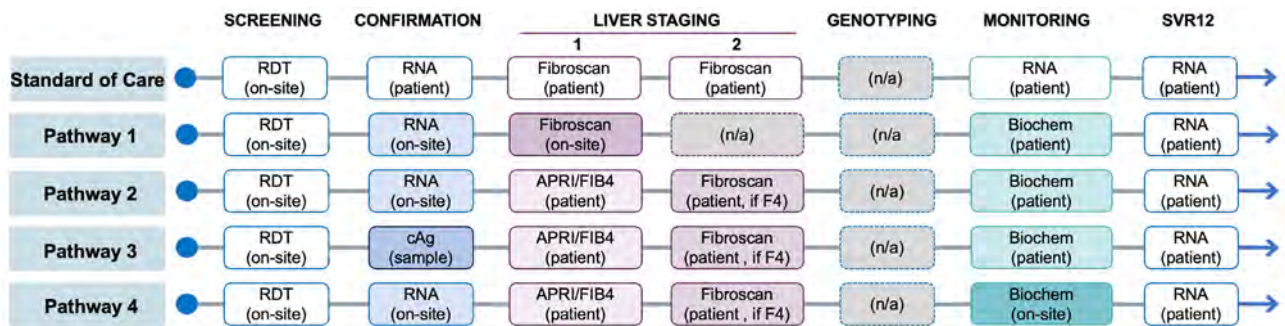 SCREENING CONFIRMATION LIVER STAGING GENOTYPING MONITORING SVR12
1 2
Standard of Care RDT (on-site) RNA (patient) Fibroscan (patient) Fibroscan (patient) (n/a) RNA (patient) RNA (patient)
Pathway 1 RDT (on-site) RNA (on-site) Fibroscan (on-site) (n/a) (n/a Biochem (patient) RNA (patient)
Pathway 2 RDT (on-site) RNA (on-site) APRI/FIB4 (patient) Fibroscan (patient, if F4) (n/a) Biochem (patient) RNA (patient)
Pathway 3 RDT (on-site) cAg (sample) APRI/FIB4 (patient) Fibroscan (patient , if F4) (n/a) Biochem (patient) RNA (patient)
Pathway 4 RDT (on-site) RNA (on-site) APRI/FIB4 (patient) Fibroscan (patient , if F4) (n/a) Biochem (on-site) RNA (patient)